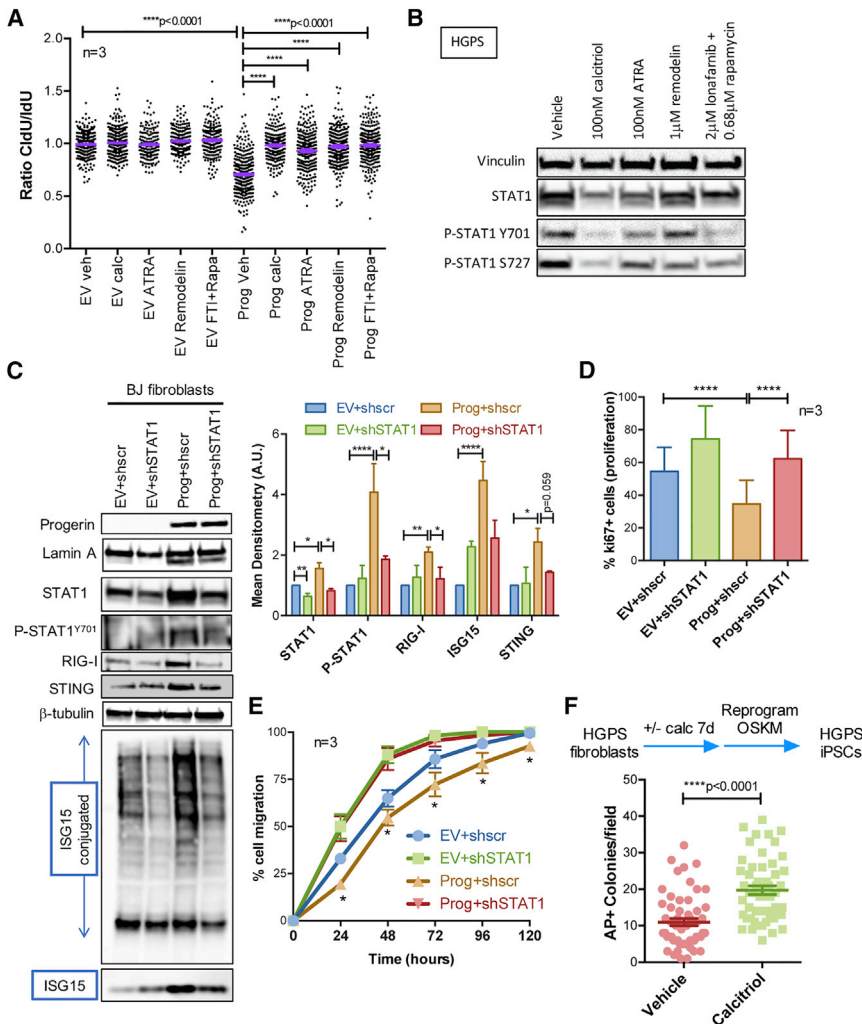 A
****p<0.0001
****p<0.0001
****
****
****
n=3
Ratio CldU/IdU
2.0
1.5
1.0
0.5
0.0
EV veh
EV calc
EV ATRA
EV Remodelin
EV FTI+Rapa
Prog Veh
Prog calc
Prog ATRA
Prog Remodelin
Prog FTI+Rapa
B
HGPS
Vehicle
100nM calcitriol
100nM ATRA
1µM remodelin
2µM lonafarnib +
0.68µM rapamycin
Vinculin
STAT1
P-STAT1 Y701
P-STAT1 S727
C
BJ fibroblasts
EV+shscr
EV+shSTAT1
Prog+shscr
Prog+shSTAT1
Progerin
Lamin A
STAT1
P-STAT1Y701
RIG-I
STING
β-tubulin
ISG15
conjugated
ISG15
EV+shscr
EV+shSTAT1
Prog+shscr
Prog+shSTAT1
Mean Densitometry (A.U.)
6
4
2
0
**
*
*
****
*
**
*
****
*
p=0.059
STAT1
P-STAT1
RIG-I
ISG15
STING
D
****
****
n=3
% ki67+ cells (proliferation)
100
80
60
40
20
0
EV+shscr
EV+shSTAT1
Prog+shscr
Prog+shSTAT1
E
n=3
% cell migration
100
75
50
25
0
*
*
*
*
*
EV+shscr
EV+shSTAT1
Prog+shscr
Prog+shSTAT1
0
24
48
72
96
120
Time (hours)
F
HGPS
fibroblasts
+/- calc 7d
Reprogram
OSKM
HGPS
iPSCs
****p<0.0001
AP+ Colonies/field
50
40
30
20
10
0
Vehicle
Calcitriol